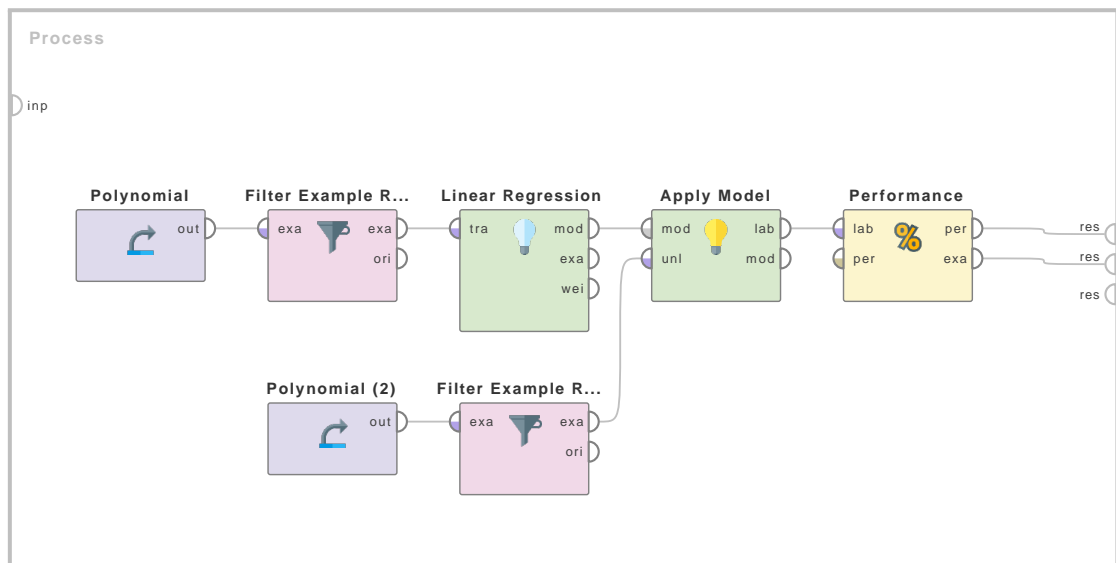 Process
inp
Polynomial
out
Filter Example R...
exa exa
ori
Linear Regression
tra mod
exa
wei
Apply Model
mod lab
unl mod
Performance
% 
lab per
per exa
res
res
res
Polynomial (2)
out
Filter Example R...
exa exa
ori